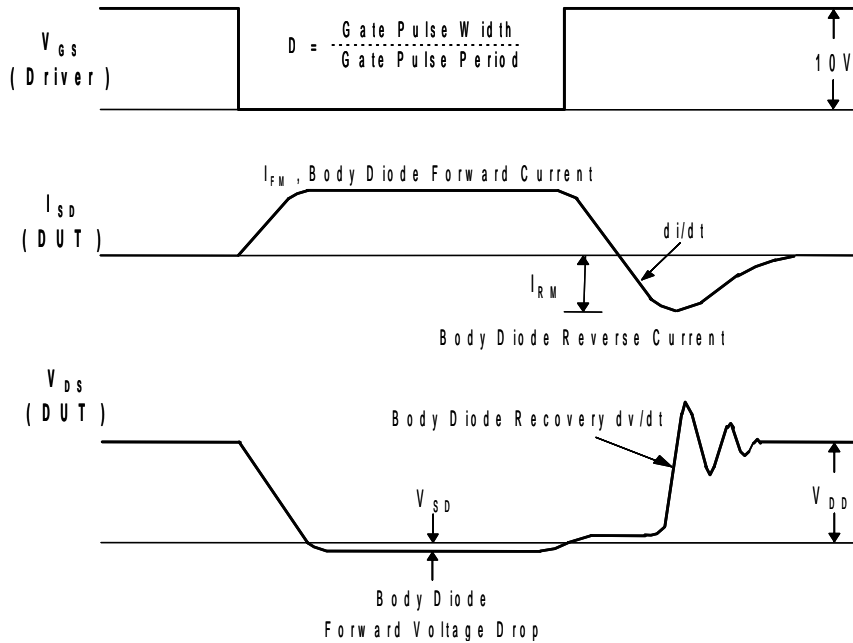 V GS
(Driver)
D = Gate Pulse Width
Gate Pulse Period
10V
I FM , Body Diode Forward Current
I SD
(DUT)
di/dt
I RM
Body Diode Reverse Current
V DS
(DUT)
Body Diode Recovery dv/dt
V SD
V DD
Body Diode
Forward Voltage Drop